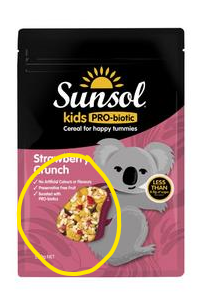 Sunsol
kids PRO-biotic
Cereal for happy tummies
Strawberry
Crunch
No Artificial Colours or Flavours
Preservative Free Fruit
Boosted with
PRO-biotics
LESS
THAN